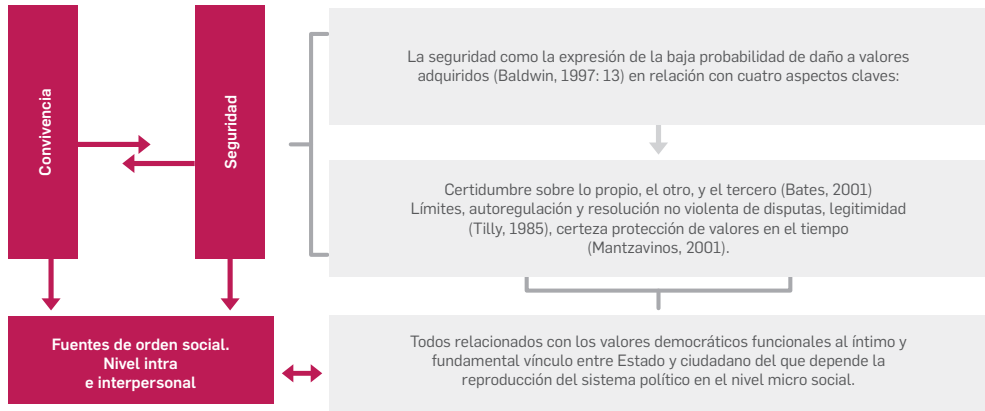 Convivencia
Seguridad
La seguridad como la expresión de la baja probabilidad de daño a valores
adquiridos (Baldwin, 1997: 13) en relación con cuatro aspectos claves:
Certidumbre sobre lo propio, el otro, y el tercero (Bates, 2001)
Límites, autoregulación y resolución no violenta de disputas, legitimidad
(Tilly, 1985), certeza protección de valores en el tiempo
(Mantzavinos, 2001).
Fuentes de orden social.
Nivel intra
e interpersonal
Todos relacionados con los valores democráticos funcionales al íntimo y
fundamental vínculo entre Estado y ciudadano del que depende la
reproducción del sistema político en el nivel micro social.